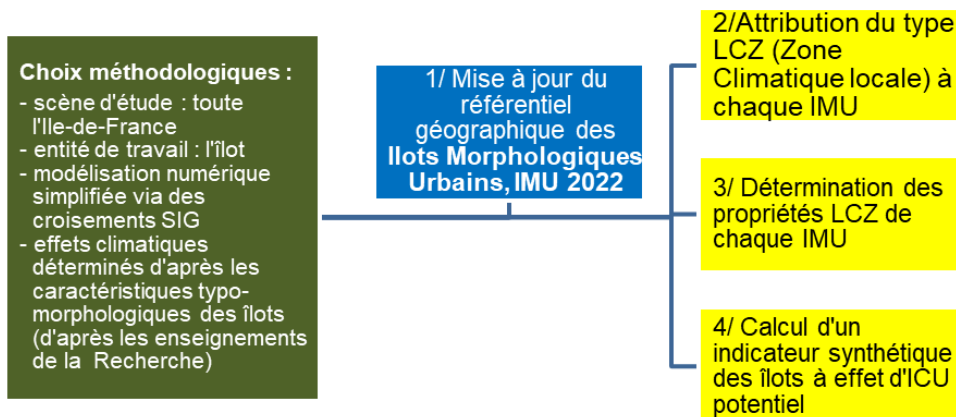 Choix méthodologiques :
- scène d'étude : toute
l'Ile-de-France
- entité de travail : l'îlot
- modélisation numérique
simplifiée via des
croisements SIG
- effets climatiques
déterminés d'après les
caractéristiques typo-
morphologiques des îlots
(d'après les enseignements
de la Recherche)
1/ Mise à jour du
référentiel
géographique des
Ilots Morphologiques
Urbains, IMU 2022
2/Attribution du type
LCZ (Zone
Climatique locale) à
chaque IMU
3/ Détermination des
propriétés LCZ de
chaque IMU
4/ Calcul d'un
indicateur synthétique
des îlots à effet d'ICU
potentiel